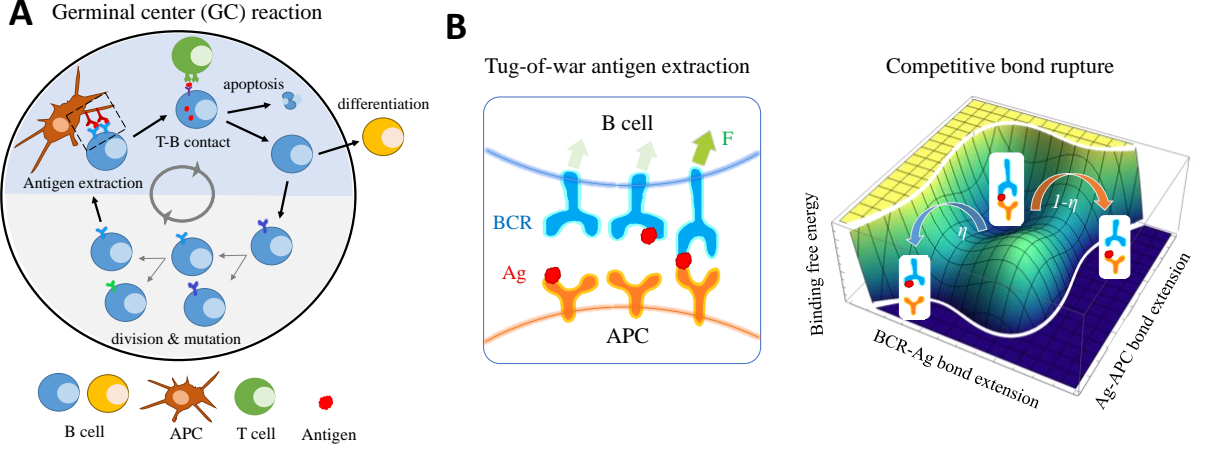 A
Germinal center (GC) reaction
apoptosis
differentiation
T-B contact
Antigen extraction
division & mutation
B cell
APC
T cell
Antigen
B
Tug-of-war antigen extraction
B cell
F
BCR
Ag
APC
Competitive bond rupture
Binding free energy
η
1-η
BCR-Ag bond extension
Ag-APC bond extension